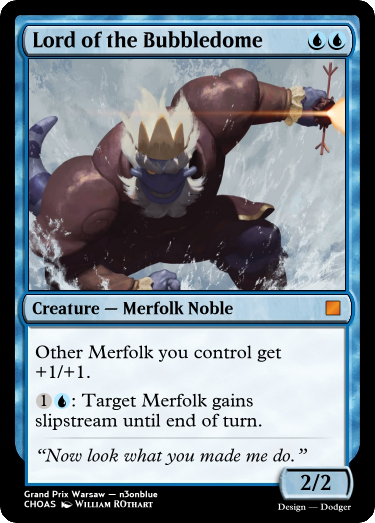 Lord of the Bubbledome
Creature — Merfolk Noble
Other Merfolk you control get
+1/+1.
1 : Target Merfolk gains
slipstream until end of turn.
“Now look what you made me do.”
2/2
Grand Prix Warsaw — n3onblue
CHOAS WILLIAM ROTHART
Design — Dodger